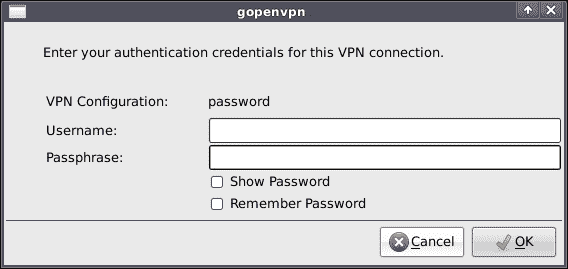 gopenvpn
Enter your authentication credentials for this VPN connection.
VPN Configuration: password
Username:
Passphrase:
Show Password
Remember Password
Cancel OK